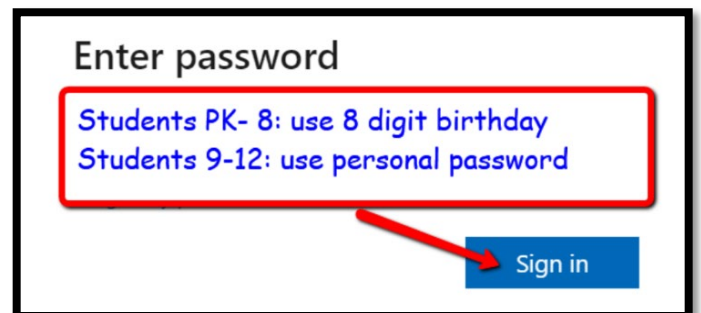 Enter password
Students PK- 8: use 8 digit birthday
Students 9-12: use personal password
Sign in